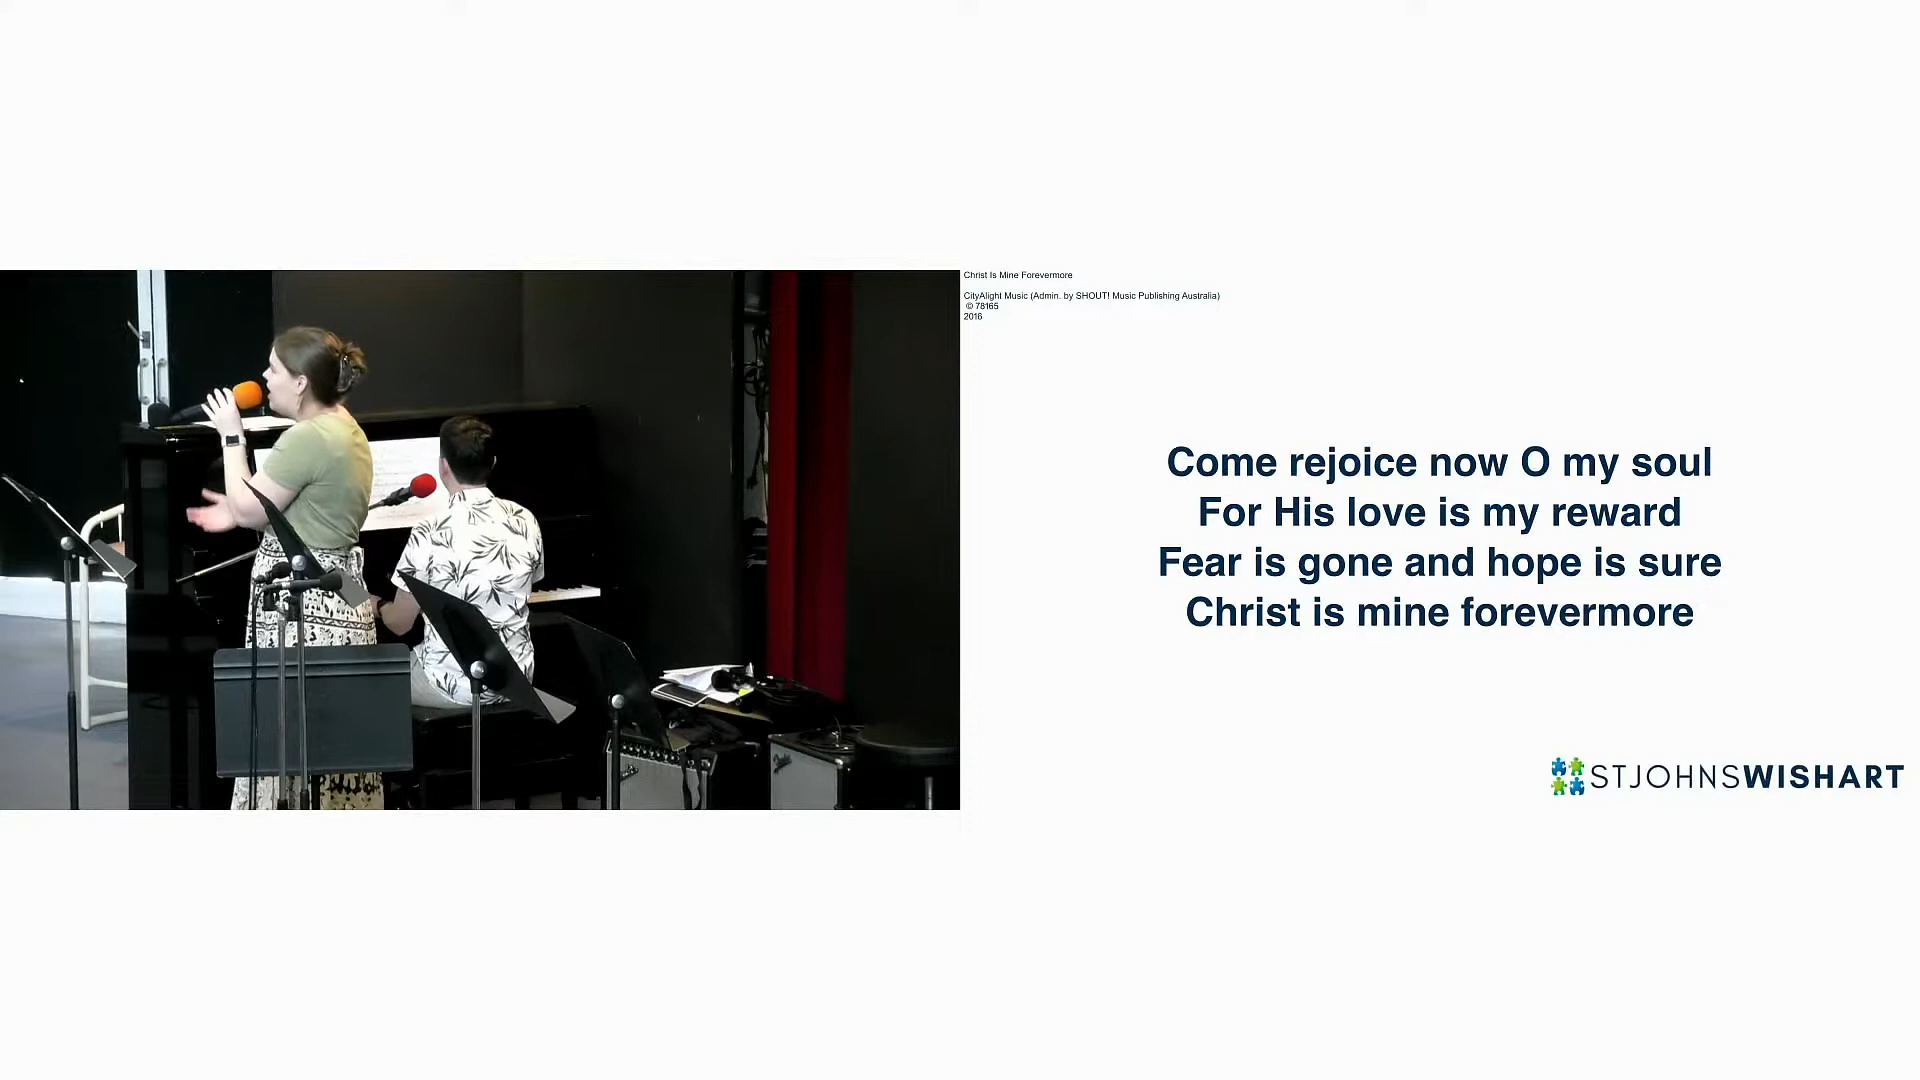 Christ Is Mine Forevermore
CityAlight Music (Admin. by SHOUT! Music Publishing Australia)
© 78165
2016
Come rejoice now O my soul
For His love is my reward
Fear is gone and hope is sure
Christ is mine forevermore
STJOHNSWISHART